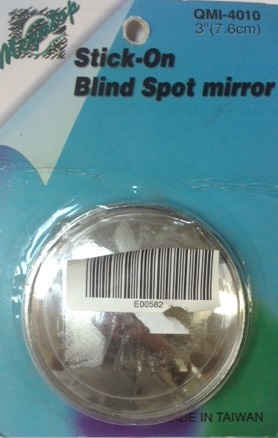 QMI-4010
3"(7.6cm)
Stick-On
Blind Spot mirror
E00582
DE IN TAIWAN